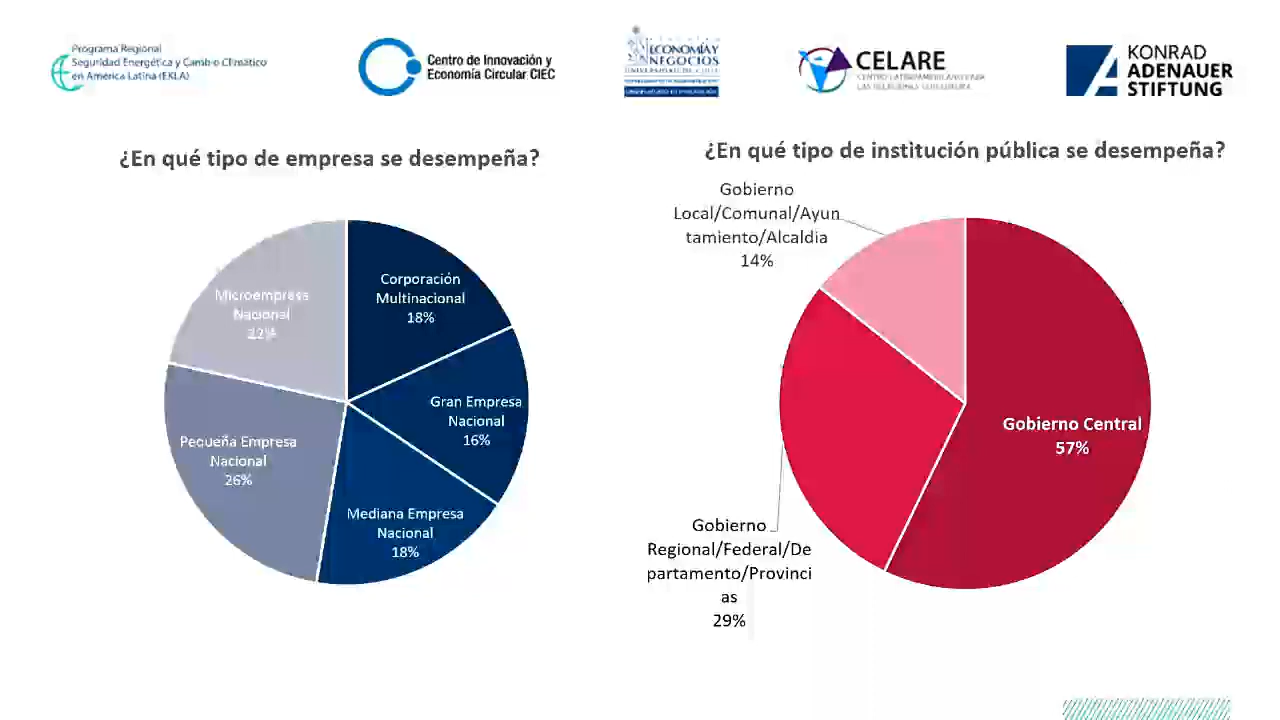 Programa Regional
Seguridad Energética y Cambio Climático
en América Latina (EKLA)
Centro de Innovación y
Economía Circular CIEC
ECONOMÍA Y
NEGOCIOS
UNIVERSIDAD DE CHILE
CELARE
CENTRO LATINOAMERICANO PARA
LAS RELACIONES CON EUROPA
KONRAD
ADENAUER
STIFTUNG
¿En qué tipo de empresa se desempeña?
Corporación
Multinacional
18%
Gran Empresa
Nacional
16%
Mediana Empresa
Nacional
18%
Pequeña Empresa
Nacional
26%
Microempresa
Nacional
22%
¿En qué tipo de institución pública se desempeña?
Gobierno
Local/Comunal/Ayun
tamiento/Alcaldia
14%
Gobierno Central
57%
Gobierno
Regional/Federal/De
partamento/Provinci
as
29%